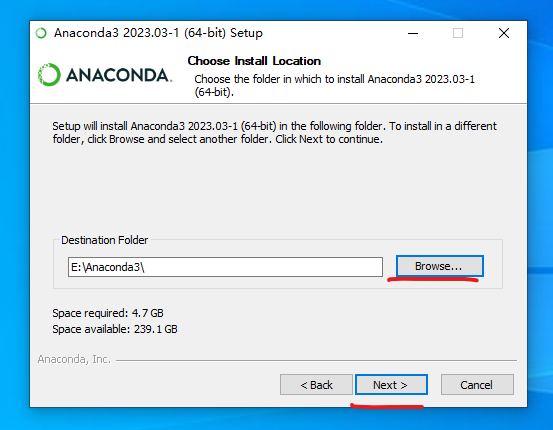 Anaconda3 2023.03-1 (64-bit) Setup
ANACONDA.
Choose Install Location
Choose the folder in which to install Anaconda3 2023.03-1
(64-bit).
Setup will install Anaconda3 2023.03-1 (64-bit) in the following folder. To install in a different
folder, click Browse and select another folder. Click Next to continue.
Destination Folder
E:\Anaconda3\
Browse...
Space required: 4.7 GB
Space available: 239.1 GB
Anaconda, Inc.
< Back
Next >
Cancel